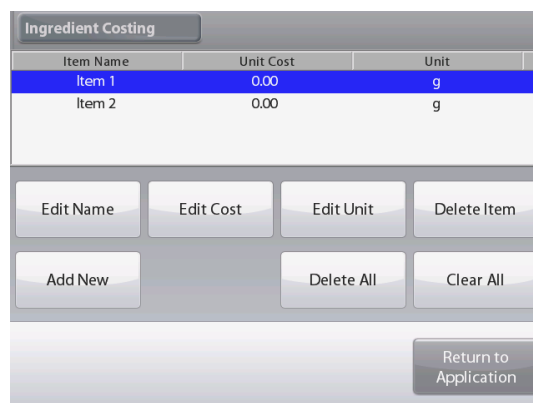 Ingredient Costing
Item Name Unit Cost Unit
Item 1 0.00 g
Item 2 0.00 g
Edit Name Edit Cost Edit Unit Delete Item
Add New Delete All Clear All
Return to
Application